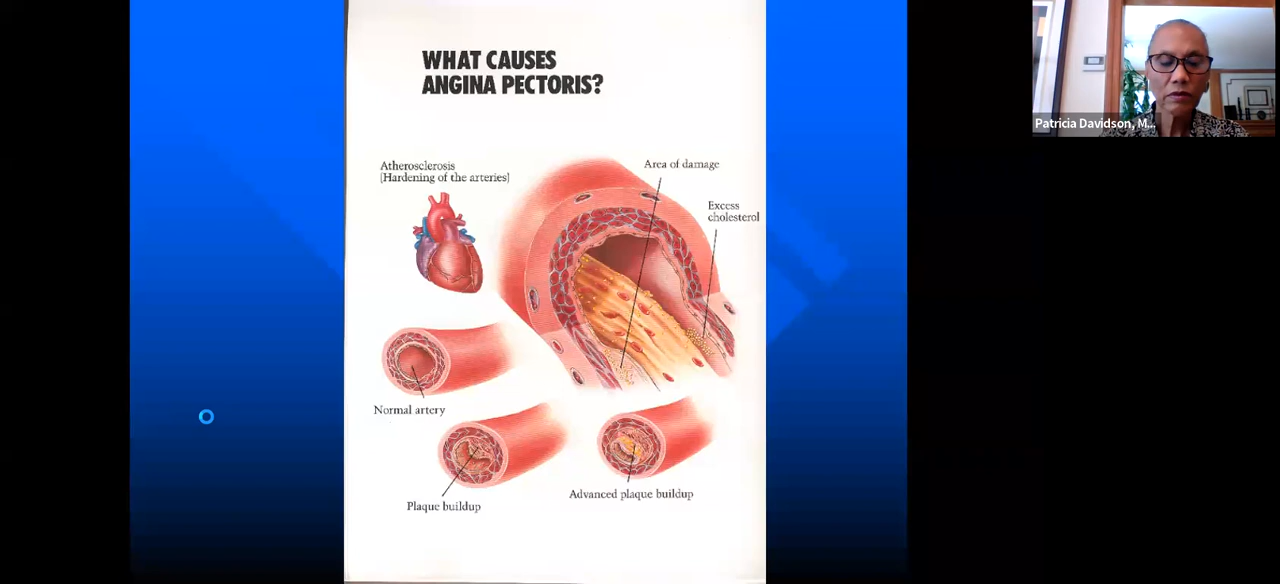 WHAT CAUSES
ANGINA PECTORIS?
Atherosclerosis
[Hardening of the arteries]
Area of damage
Excess
cholesterol
Normal artery
Plaque buildup
Advanced plaque buildup
Patricia Davidson, M...